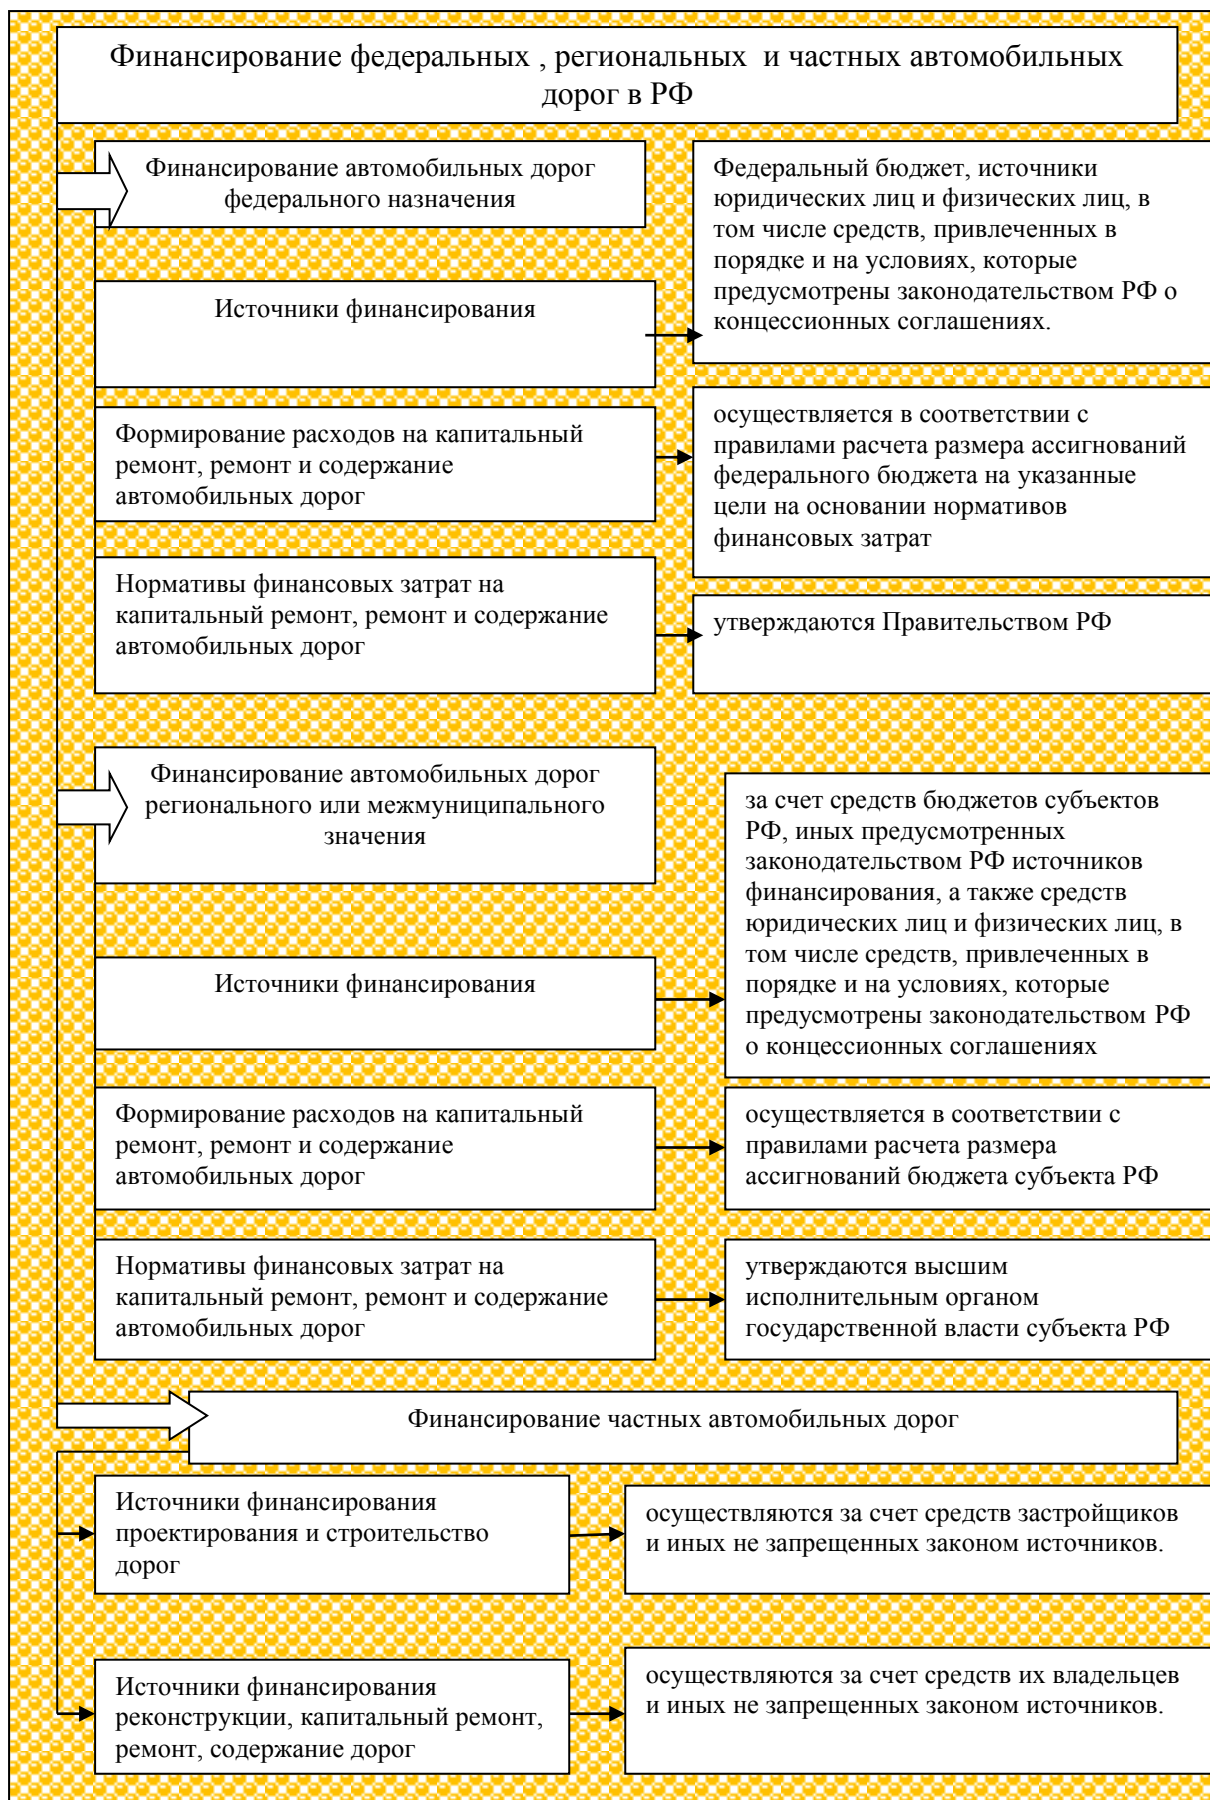 Финансирование федеральных , региональных и частных автомобильных
дорог в РФ
Финансирование автомобильных дорог
федерального назначения
Федеральный бюджет, источники
юридических лиц и физических лиц, в
том числе средств, привлеченных в
порядке и на условиях, которые
предусмотрены законодательством РФ о
концессионных соглашениях.
Источники финансирования
Формирование расходов на капитальный
ремонт, ремонт и содержание
автомобильных дорог
осуществляется в соответствии с
правилами расчета размера ассигнований
федерального бюджета на указанные
цели на основании нормативов
финансовых затрат
Нормативы финансовых затрат на
капитальный ремонт, ремонт и содержание
автомобильных дорог
утверждаются Правительством РФ
Финансирование автомобильных дорог
регионального или межмуниципального
значения
за счет средств бюджетов субъектов
РФ, иных предусмотренных
законодательством РФ источников
финансирования, а также средств
юридических лиц и физических лиц, в
том числе средств, привлеченных в
порядке и на условиях, которые
предусмотрены законодательством РФ
о концессионных соглашениях
Источники финансирования
Формирование расходов на капитальный
ремонт, ремонт и содержание
автомобильных дорог
осуществляется в соответствии с
правилами расчета размера
ассигнований бюджета субъекта РФ
Нормативы финансовых затрат на
капитальный ремонт, ремонт и содержание
автомобильных дорог
утверждаются высшим
исполнительным органом
государственной власти субъекта РФ
Финансирование частных автомобильных дорог
Источники финансирования
проектирования и строительство
дорог
осуществляются за счет средств застройщиков
и иных не запрещенных законом источников.
Источники финансирования
реконструкции, капитальный ремонт,
ремонт, содержание дорог
осуществляются за счет средств их владельцев
и иных не запрещенных законом источников.